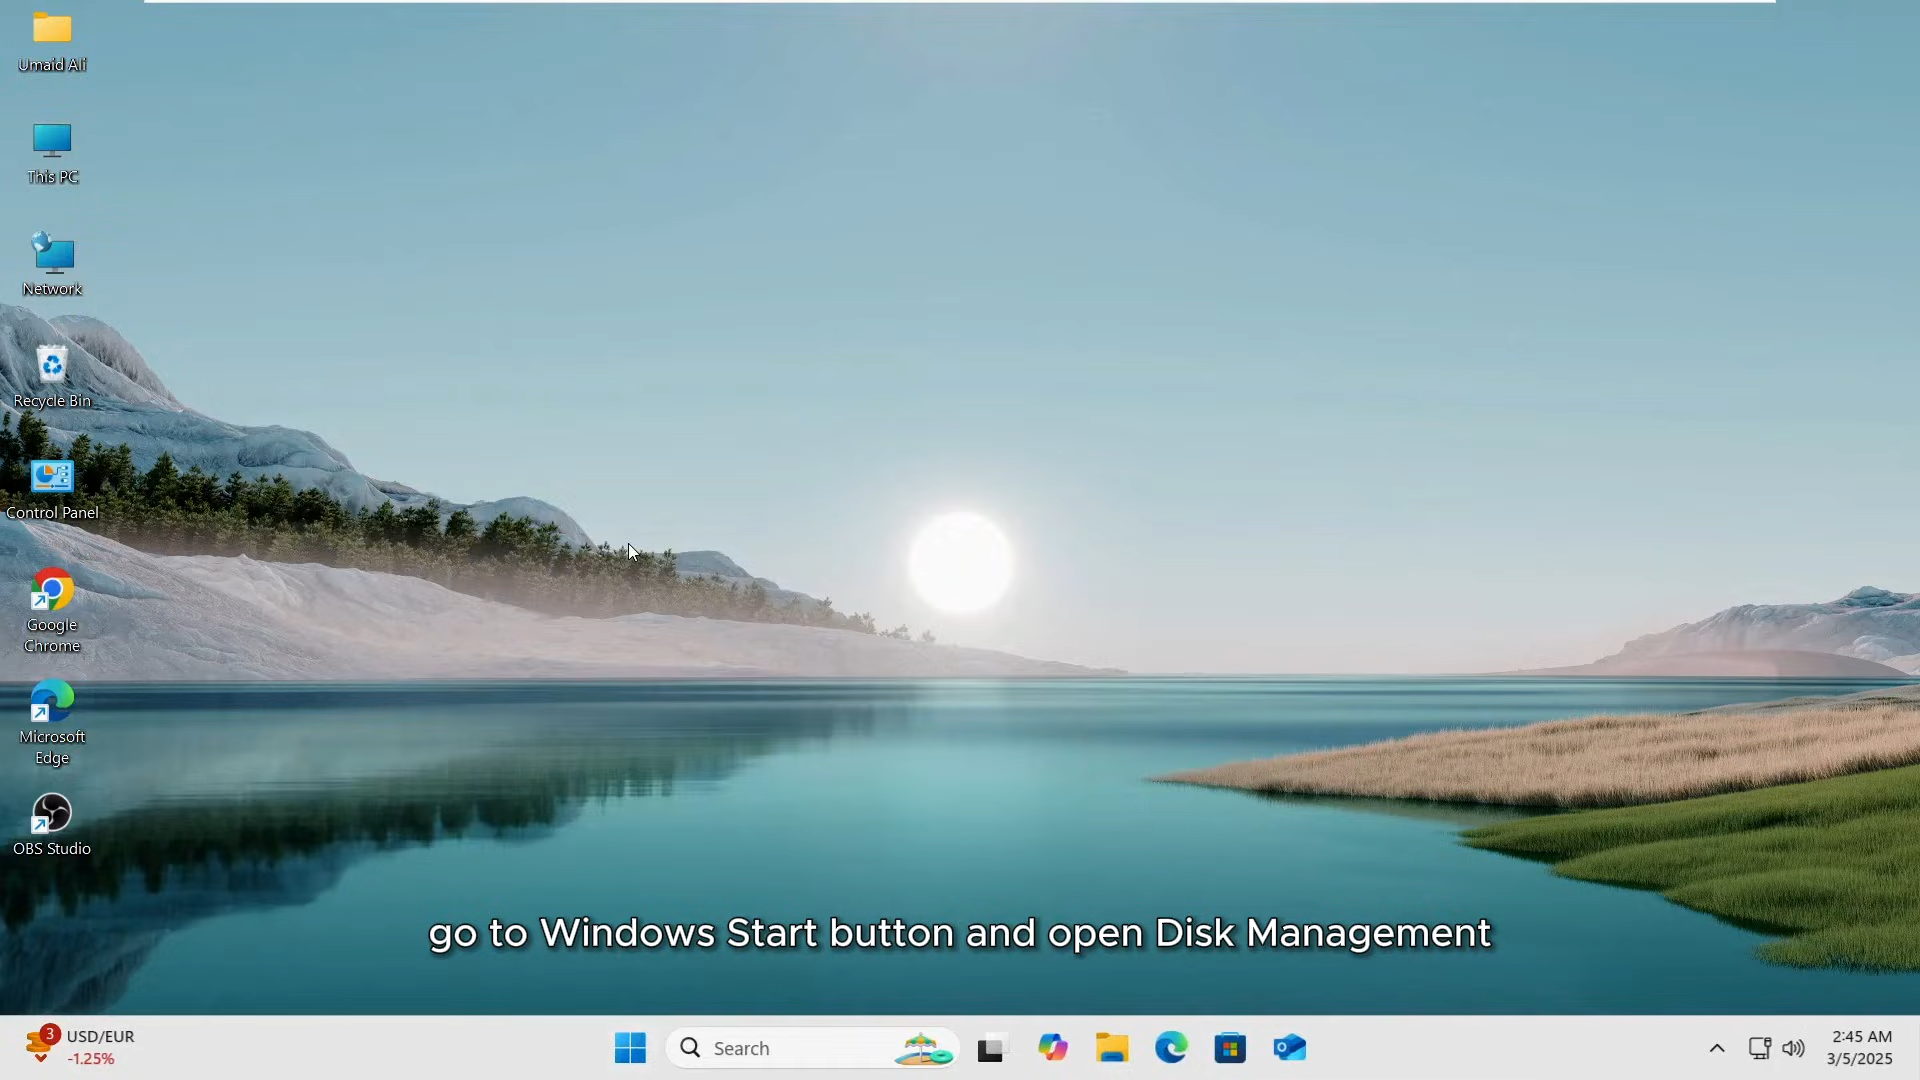 Umaid Ali
This PC
Network
Recycle Bin
Control Panel
Google
Chrome
Microsoft
Edge
OBS Studio
go to Windows Start button and open Disk Management
3
USD/EUR
-1.25%
Search
2:45 AM
3/5/2025